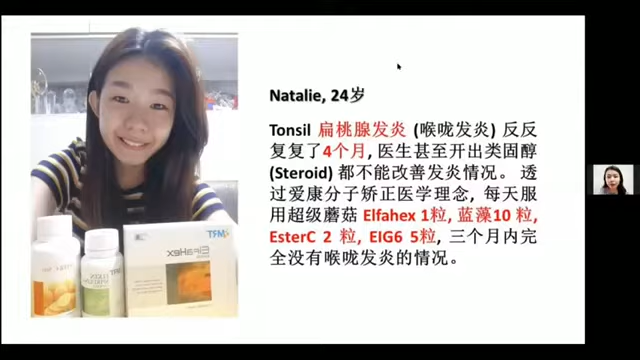 Natalie, 24岁
Tonsil 扁桃腺发炎 (喉咙发炎) 反反
复复了4个月, 医生甚至开出类固醇
(Steroid) 都不能改善发炎情况。 透
过爱康分子矫正医学理念, 每天服
用超级蘑菇 Elfahex 1粒, 蓝藻10 粒,
EsterC 2 粒, EIG6 5粒, 三个月内完
全没有喉咙发炎的情况。
TFM
ElFaHEX